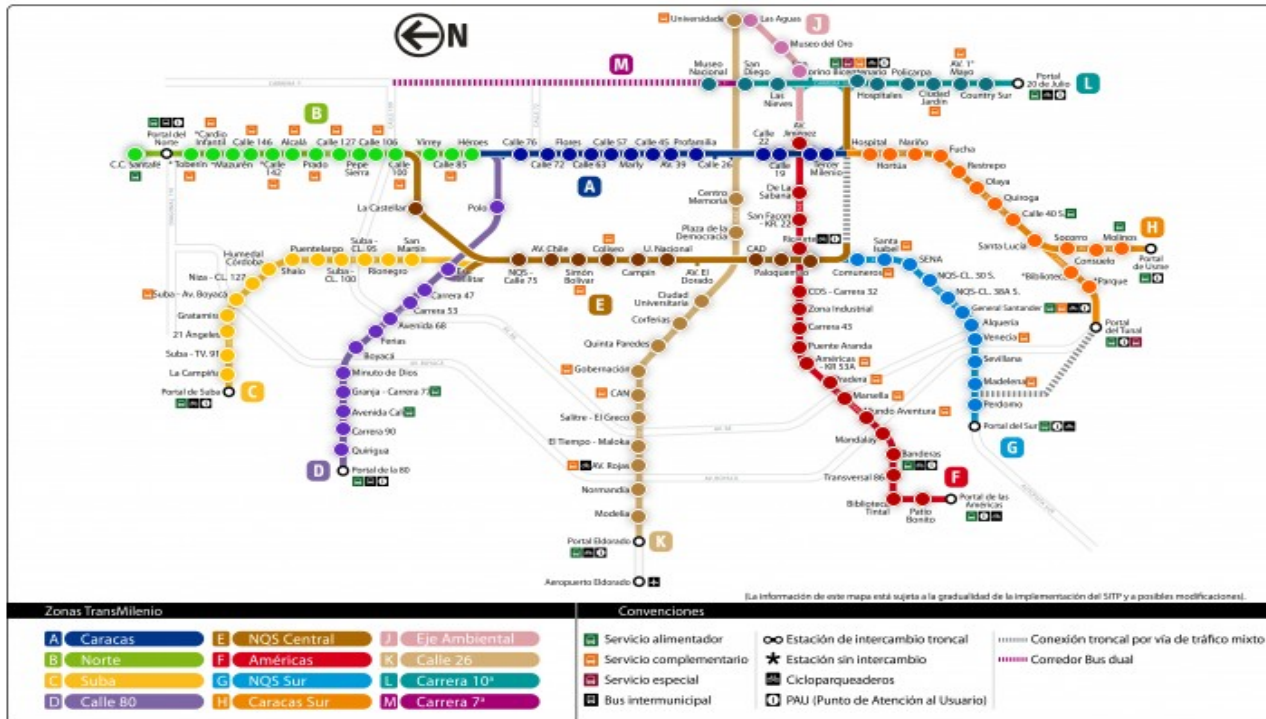 N
Universidades
Las Aguas
J
Museo del Oro
M
Museo
Nacional
San
Diego
Las
Nieves
Bicentenario
Hospitales
Policarpa
Ciudad
Jardín
AV. 1°
Mayo
Country Sur
Portal
20 de Julio
L
B
Portal del
Norte
C.C. Santafé
*Toberín
*Cardio
Infantil
*Mazurén
Calle 146
*Calle
142
Alcalá
Prado
Calle 127
Pepe
Sierra
Calle 106
Calle
100
Virrey
Calle 85
Héroes
Calle 76
Calle 72
Flores
Calle 63
Calle 57
Marly
Calle 45
AV. 39
Profamilia
Calle 26
Calle
22
Calle
19
AV.
Jiménez
Tercer
Milenio
Hospital
Hortúa
Nariño
Fucha
Restrepo
Olaya
Quiroga
Calle 40 S.
Santa Lucía
Socorro
Consuelo
Molinos
Portal
de Usme
H
*Biblioteca
*Parque
Portal
del Tunal
A
La Castellana
Polo
Centro
Memoria
Plaza de la
Democracia
De La
Sabana
San Facon -
KR. 22
Ricaurte
Humedal
Córdoba
Niza - CL. 127
Suba - Av. Boyacá
Gratamira
21 Ángeles
Suba - TV. 91
La Campiña
Portal de Suba
C
Puentelargo
Shaio
Suba -
CL. 95
Suba -
CL. 100
Rionegro
San
Martín
Carrera 47
Carrera 53
Avenida 68
Ferias
Boyacá
Minuto de Dios
Granja - Carrera 77
Avenida Cali
Carrera 90
Quirigua
Portal de la 80
D
NQS -
Calle 75
AV. Chile
Simón
Bolívar
Coliseo
Campín
U. Nacional
AV. El
Dorado
CAD
Paloquemao
E
Comuneros
Santa
Isabel
SENA
NQS-CL. 30 S.
NQS-CL. 38A S.
General Santander
Alquería
Venecia
Sevillana
Madelena
Perdomo
Portal del Sur
G
Ciudad
Universitaria
Corferias
Quinta Paredes
Gobernación
CAN
Salitre - El Greco
El Tiempo - Maloka
AV. Rojas
Normandía
Modelia
Portal Eldorado
K
Aeropuerto Eldorado
CDS - Carrera 32
Zona Industrial
Carrera 43
Puente Aranda
Américas
- KR 53A
Pradera
Marsella
Mundo Aventura
Mandalay
Banderas
Transversal 86
Biblioteca
Tintal
Patio
Bonito
Portal de las
Américas
F
(La información de este mapa está sujeta a la gradualidad de la implementación del SITP y a posibles modificaciones).
Zonas TransMilenio
A Caracas
B Norte
C Suba
D Calle 80
E NQS Central
F Américas
G NQS Sur
H Caracas Sur
J Eje Ambiental
K Calle 26
L Carrera 10ª
M Carrera 7ª
Convenciones
Servicio alimentador
Servicio complementario
Servicio especial
Bus intermunicipal
Estación de intercambio troncal
Estación sin intercambio
Cicloparqueaderos
PAU (Punto de Atención al Usuario)
Conexión troncal por vía de tráfico mixto
Corredor Bus dual